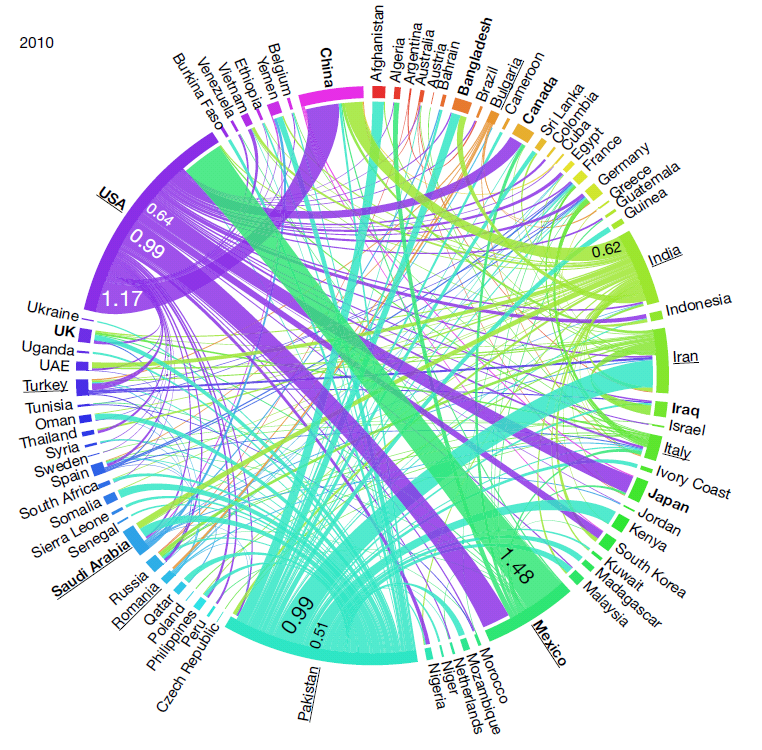 2010
Afghanistan
Algeria
Argentina
Australia
Austria
Bahrain
Bangladesh
Brazil
Bulgaria
Cameroon
Canada
Sri Lanka
Colombia
Cuba
Egypt
France
Germany
Greece
Guatemala
Guinea
India
Indonesia
Iran
Iraq
Israel
Italy
Ivory Coast
Japan
Jordan
Kenya
South Korea
Kuwait
Madagascar
Malaysia
Mexico
Morocco
Mozambique
Netherlands
Niger
Nigeria
Pakistan
Czech Republic
Peru
Philippines
Poland
Qatar
Romania
Russia
Saudi Arabia
Senegal
Sierra Leone
Somalia
South Africa
Spain
Sweden
Syria
Thailand
Oman
Tunisia
Turkey
UAE
Uganda
UK
Ukraine
USA
Burkina Faso
Venezuela
Vietnam
Ethiopia
Yemen
Belgium
China
0.64
0.99
1.17
0.62
1.48
0.99
0.51